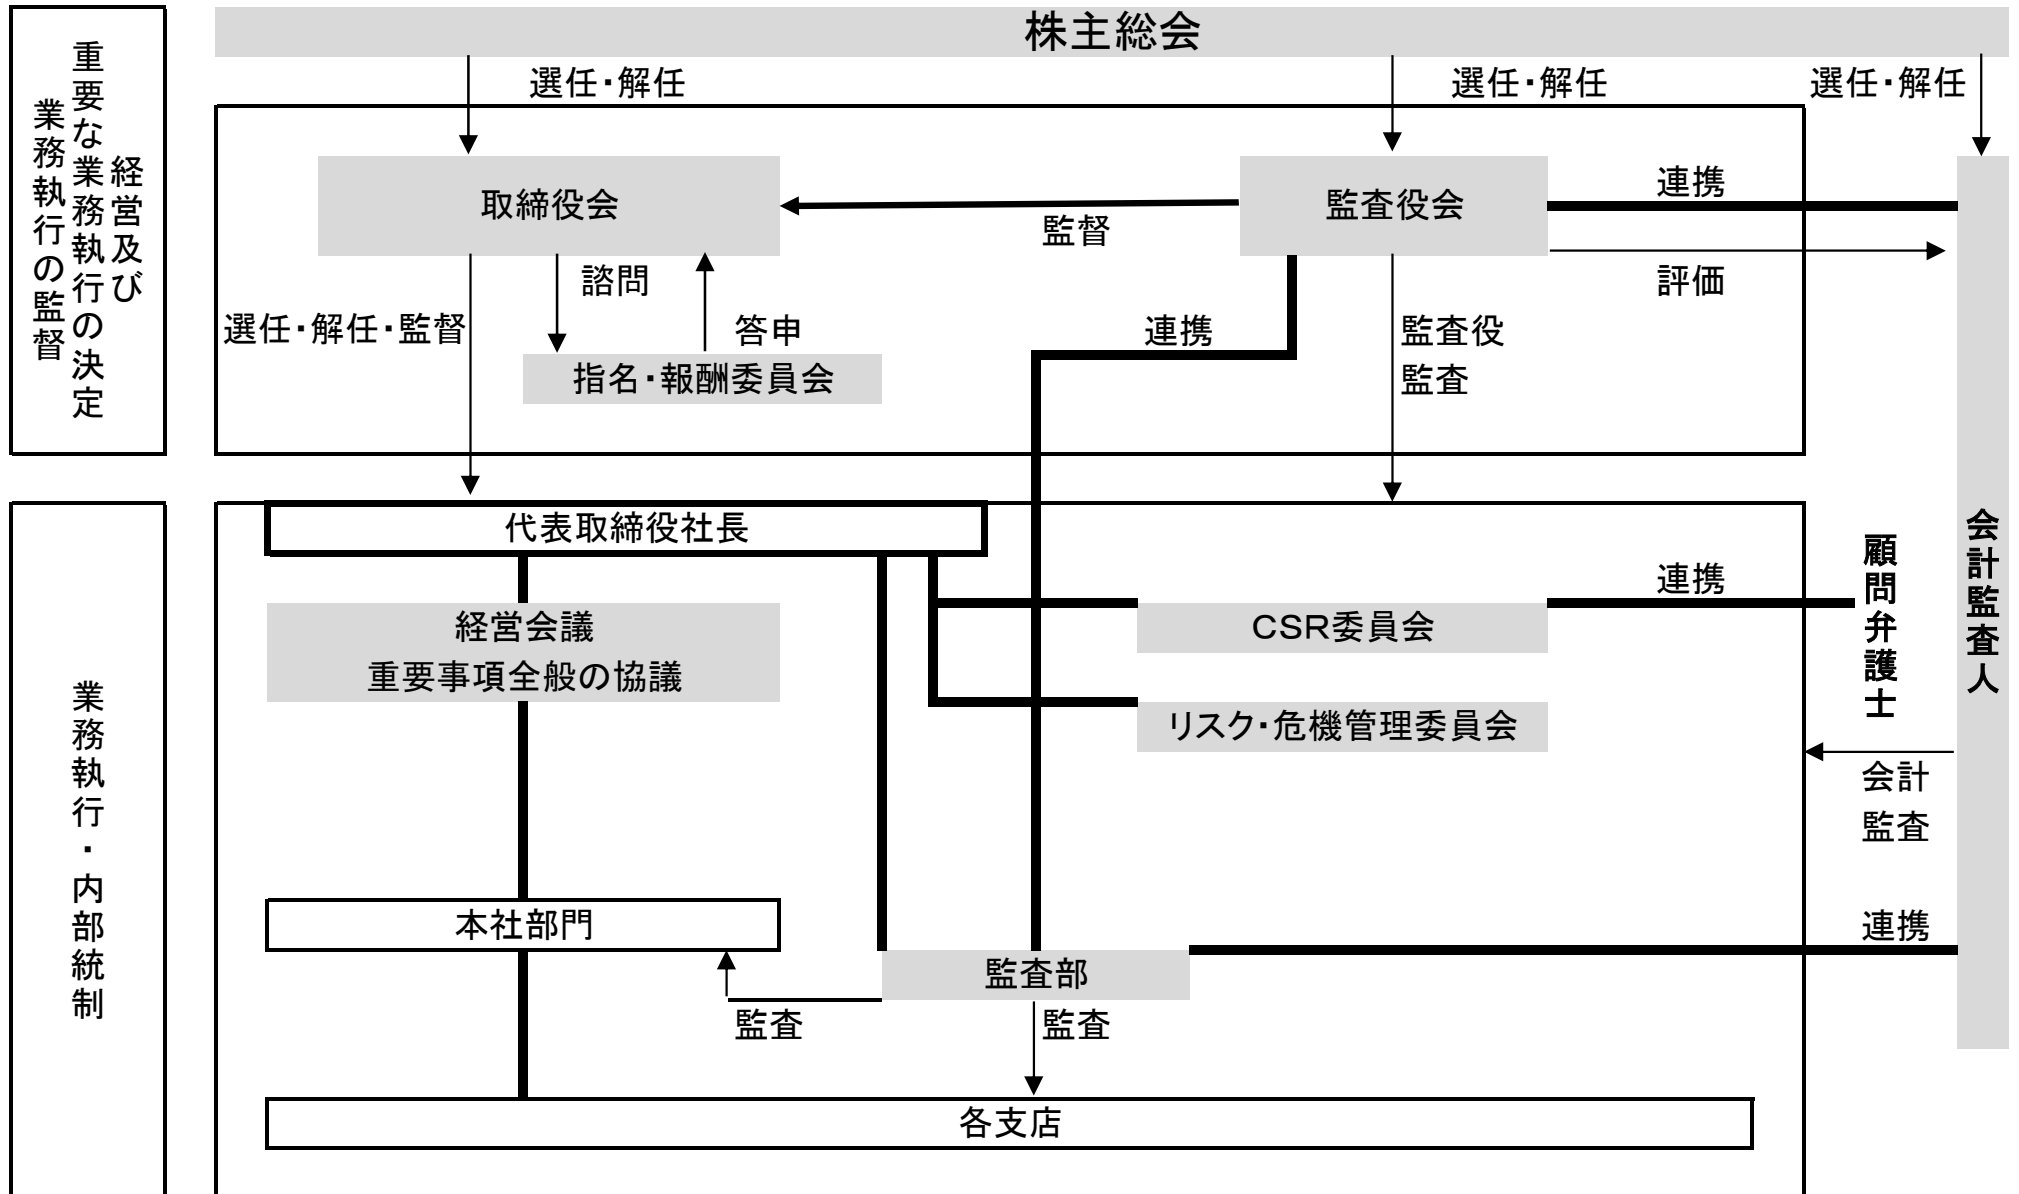 株主総会
選任・解任
選任・解任
選任・解任
経営及び
重要な業務執行の決定
業務執行の監督
取締役会
監査役会
連携
監督
評価
諮問
答申
選任・解任・監督
連携
監査役
監査
指名・報酬委員会
代表取締役社長
経営会議
重要事項全般の協議
CSR委員会
連携
顧問弁護士
会計監査人
リスク・危機管理委員会
会計
監査
業務執行・内部統制
本社部門
連携
監査部
監査
監査
各支店